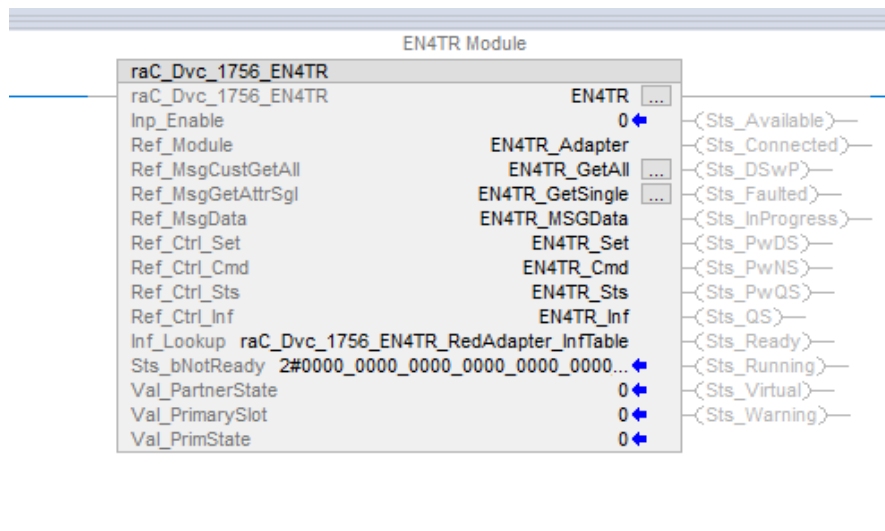 EN4TR Module
raC_Dvc_1756_EN4TR
raC_Dvc_1756_EN4TR EN4TR ...
Inp_Enable 0 (Sts_Available)
Ref_Module EN4TR_Adapter (Sts_Connected)
Ref_MsgCustGetAll EN4TR_GetAll ... (Sts_DSwP)
Ref_MsgGetAttrSgl EN4TR_GetSingle ... (Sts_Faulted)
Ref_MsgData EN4TR_MSGData (Sts_InProgress)
Ref_Ctrl_Set EN4TR_Set (Sts_PwDS)
Ref_Ctrl_Cmd EN4TR_Cmd (Sts_PwNS)
Ref_Ctrl_Sts EN4TR_Sts (Sts_PwQS)
Ref_Ctrl_Inf EN4TR_Inf (Sts_QS)
Inf_Lookup raC_Dvc_1756_EN4TR_RedAdapter_InfTable (Sts_Ready)
Sts_bNotReady 2#0000_0000_0000_0000_0000_0000... (Sts_Running)
Val_PartnerState 0 (Sts_Virtual)
Val_PrimarySlot 0 (Sts_Warning)
Val_PrimState 0